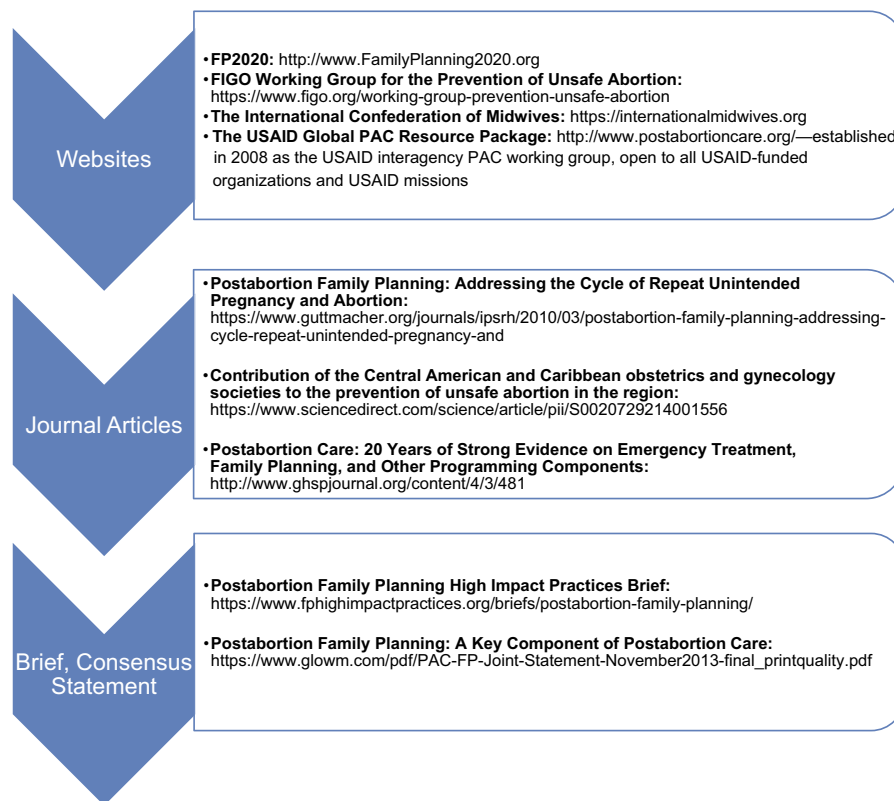 Websites
•FP2020: http://www.FamilyPlanning2020.org
•FIGO Working Group for the Prevention of Unsafe Abortion:
https://www.figo.org/working-group-prevention-unsafe-abortion
•The International Confederation of Midwives: https://internationalmidwives.org
•The USAID Global PAC Resource Package: http://www.postabortioncare.org/—established
in 2008 as the USAID interagency PAC working group, open to all USAID-funded
organizations and USAID missions
Journal Articles
•Postabortion Family Planning: Addressing the Cycle of Repeat Unintended
Pregnancy and Abortion:
https://www.guttmacher.org/journals/ipsrh/2010/03/postabortion-family-planning-addressing-
cycle-repeat-unintended-pregnancy-and
•Contribution of the Central American and Caribbean obstetrics and gynecology
societies to the prevention of unsafe abortion in the region:
https://www.sciencedirect.com/science/article/pii/S0020729214001556
•Postabortion Care: 20 Years of Strong Evidence on Emergency Treatment,
Family Planning, and Other Programming Components:
http://www.ghspjournal.org/content/4/3/481
Brief, Consensus
Statement
•Postabortion Family Planning High Impact Practices Brief:
https://www.fphighimpactpractices.org/briefs/postabortion-family-planning/
•Postabortion Family Planning: A Key Component of Postabortion Care:
https://www.glowm.com/pdf/PAC-FP-Joint-Statement-November2013-final_printquality.pdf